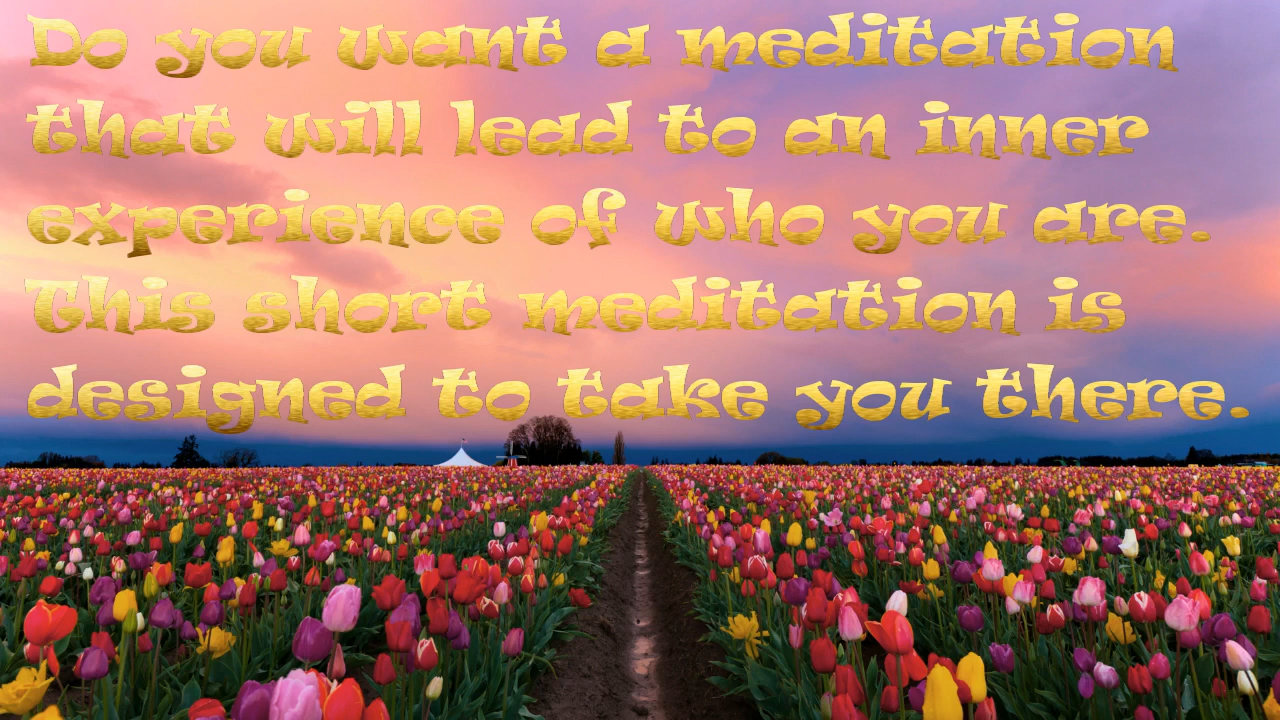 Do you want a meditation
that will lead to an inner
experience of who you are.
This short meditation is
designed to take you there.